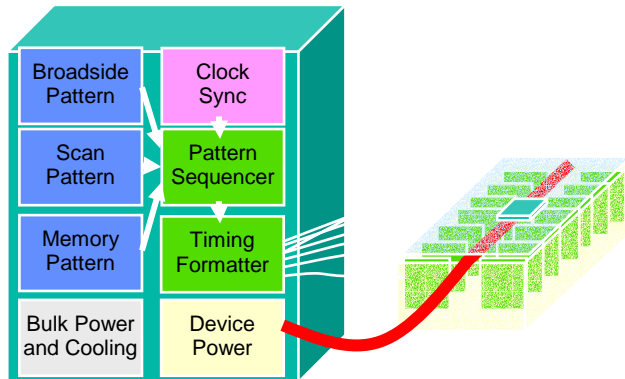 Broadside
Pattern
Clock
Sync
Scan
Pattern
Pattern
Sequencer
Memory
Pattern
Timing
Formatter
Bulk Power
and Cooling
Device
Power